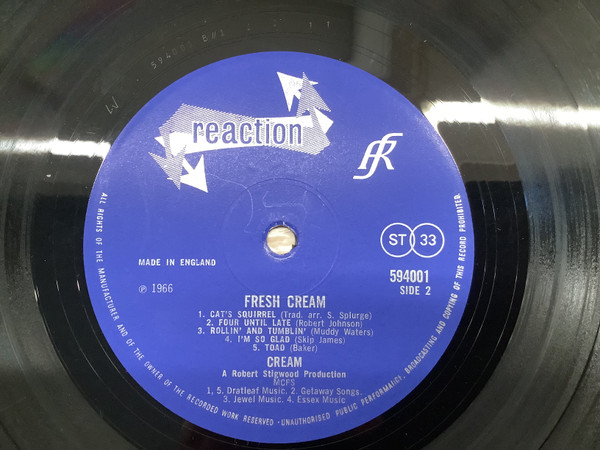 594001 B//1
reaction
ST 33
MADE IN ENGLAND
594001
SIDE 2
℗ 1966
FRESH CREAM
1. CAT'S SQUIRREL (Trad. arr. S. Splurge)
2. FOUR UNTIL LATE (Robert Johnson)
3. ROLLIN' AND TUMBLIN' (Muddy Waters)
4. I'M SO GLAD (Skip James)
5. TOAD (Baker)
CREAM
A Robert Stigwood Production
MCPS
1, 5. Dratleaf Music. 2. Getaway Songs.
3. Jewel Music. 4. Essex Music
ALL RIGHTS OF THE MANUFACTURER AND OF THE OWNER OF THE RECORDED WORK RESERVED - UNAUTHORISED PUBLIC PERFORMANCE, BROADCASTING AND COPYING OF THIS RECORD PROHIBITED.